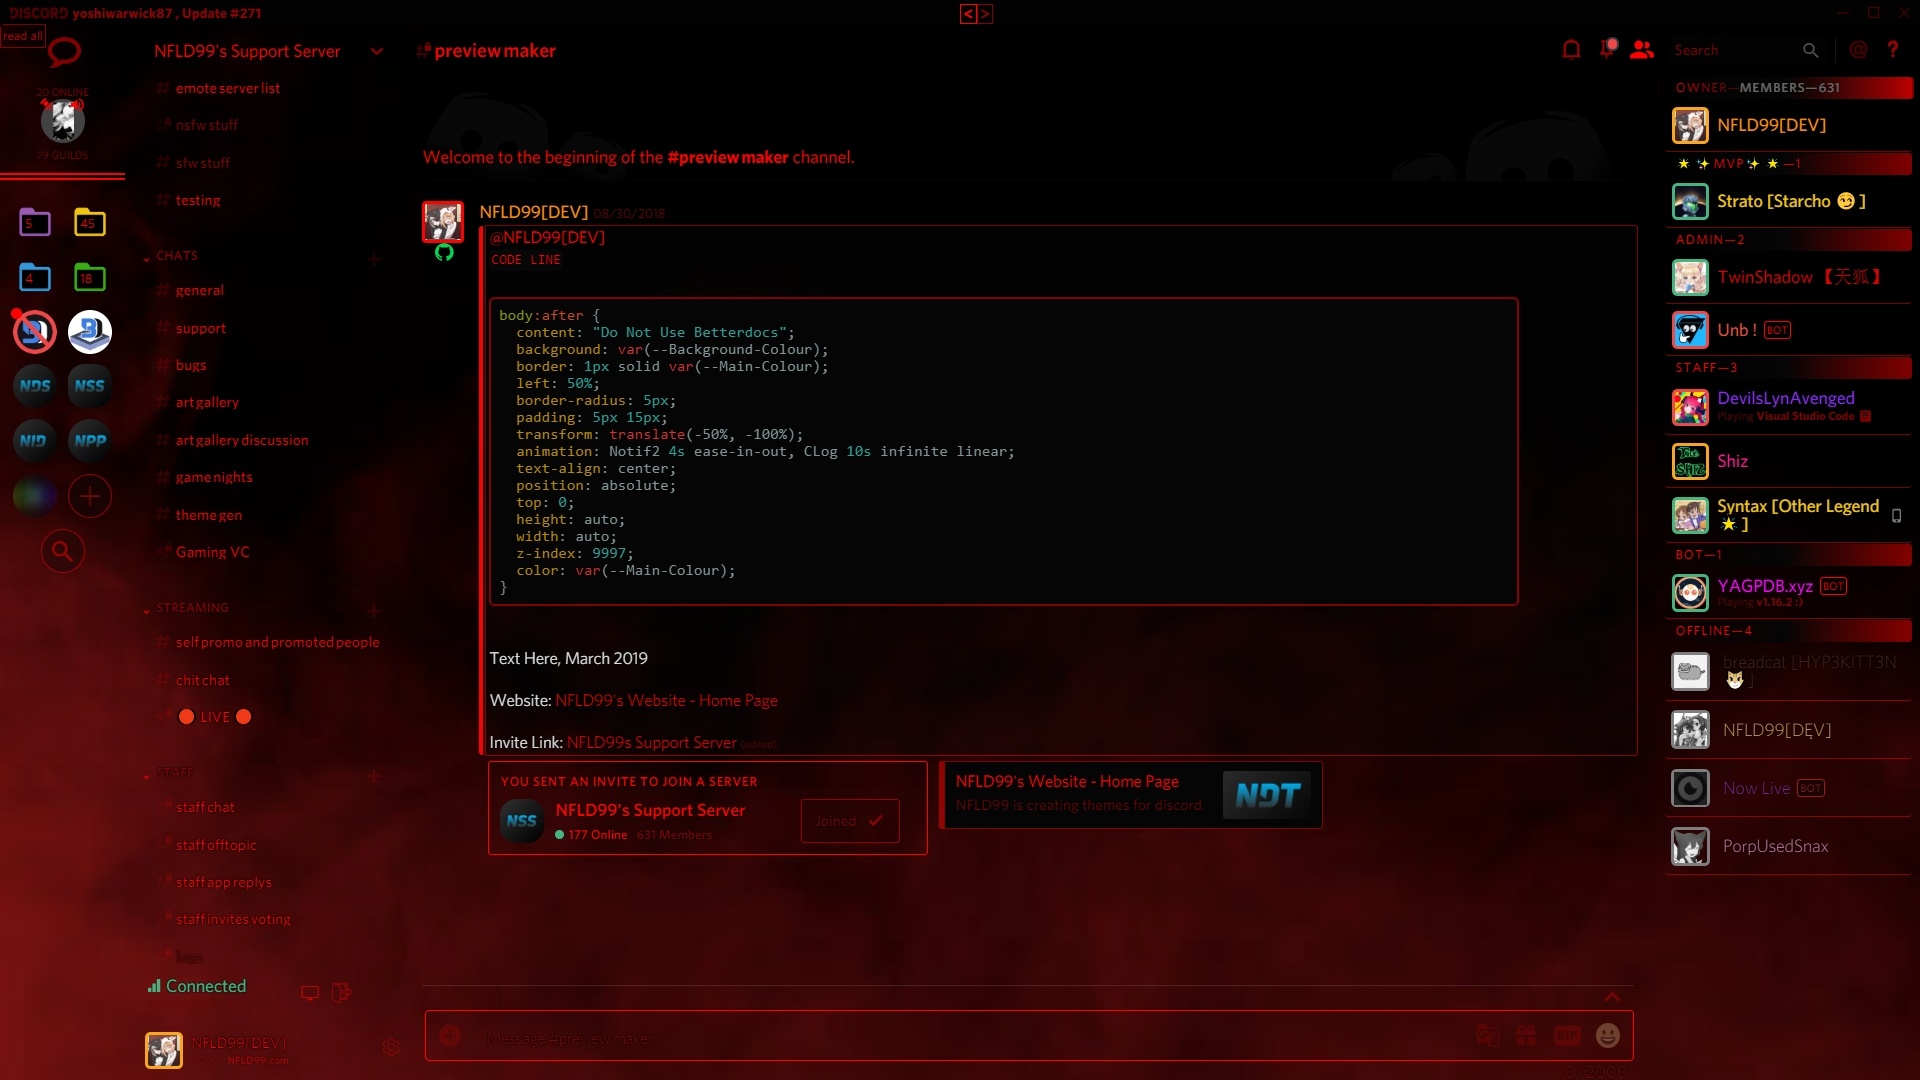 DISCORD yoshiwarwick87 , Update #271
< >
read all
20 ONLINE
79 GUILDS
5
45
4
18
NDS
NSS
NID
NPP
NFLD99's Support Server
emote server list
nsfw stuff
sfw stuff
testing
CHATS
general
support
bugs
art gallery
art gallery discussion
game nights
theme gen
Gaming VC
STREAMING
self promo and promoted people
chit chat
🔴 LIVE 🔴
STAFF
staff chat
staff offtopic
staff app replys
staff invites voting
logs
Connected
NFLD99[DEV]
NFLD99.com
# preview maker
Search
Welcome to the beginning of the #preview maker channel.
NFLD99[DEV] 08/30/2018
@NFLD99[DEV]
CODE LINE
body:after {
content: "Do Not Use Betterdocs";
background: var(--Background-Colour);
border: 1px solid var(--Main-Colour);
left: 50%;
border-radius: 5px;
padding: 5px 15px;
transform: translate(-50%, -100%);
animation: Notif2 4s ease-in-out, CLog 10s infinite linear;
text-align: center;
position: absolute;
top: 0;
height: auto;
width: auto;
z-index: 9997;
color: var(--Main-Colour);
}
Text Here, March 2019
Website: NFLD99's Website - Home Page
Invite Link: NFLD99s Support Server (edited)
YOU SENT AN INVITE TO JOIN A SERVER
NSS
NFLD99's Support Server
177 Online 631 Members
Joined
NFLD99's Website - Home Page
NFLD99 is creating themes for discord.
NDT
Message #preview maker
GIF
0/2000
OWNER—MEMBERS—631
NFLD99[DEV]
🌟 ✨ MVP ✨ 🌟 —1
Strato [Starcho 😏 ]
ADMIN—2
TwinShadow 【天狐】
Unb ! BOT
STAFF—3
DevilsLynAvenged
Playing Visual Studio Code
The SHIZ
Shiz
Syntax [Other Legend
🌟 ]
BOT—1
YAGPDB.xyz BOT
Playing v1.16.2 :)
OFFLINE—4
breadcat [HYP3KITT3N
🐱 ]
NFLD99[DĘV]
Now Live BOT
PorpUsedSnax